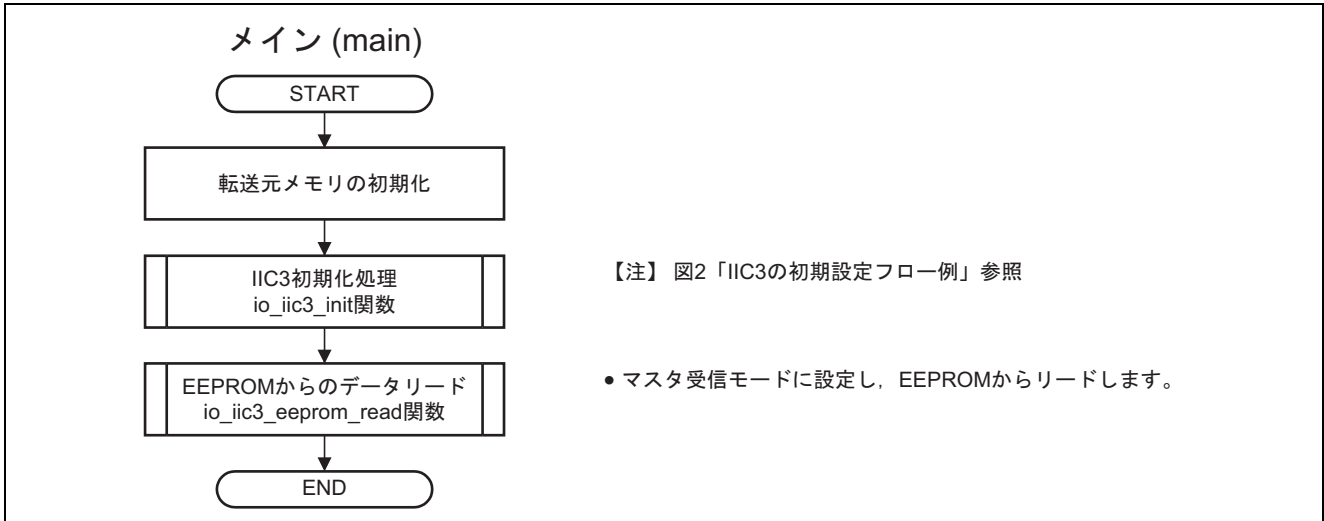 メイン (main)
START
転送元メモリの初期化
IIC3初期化処理
io_iic3_init関数
【注】 図2「IIC3の初期設定フロー例」参照
EEPROMからのデータリード
io_iic3_eeprom_read関数
● マスタ受信モードに設定し，EEPROMからリードします。
END